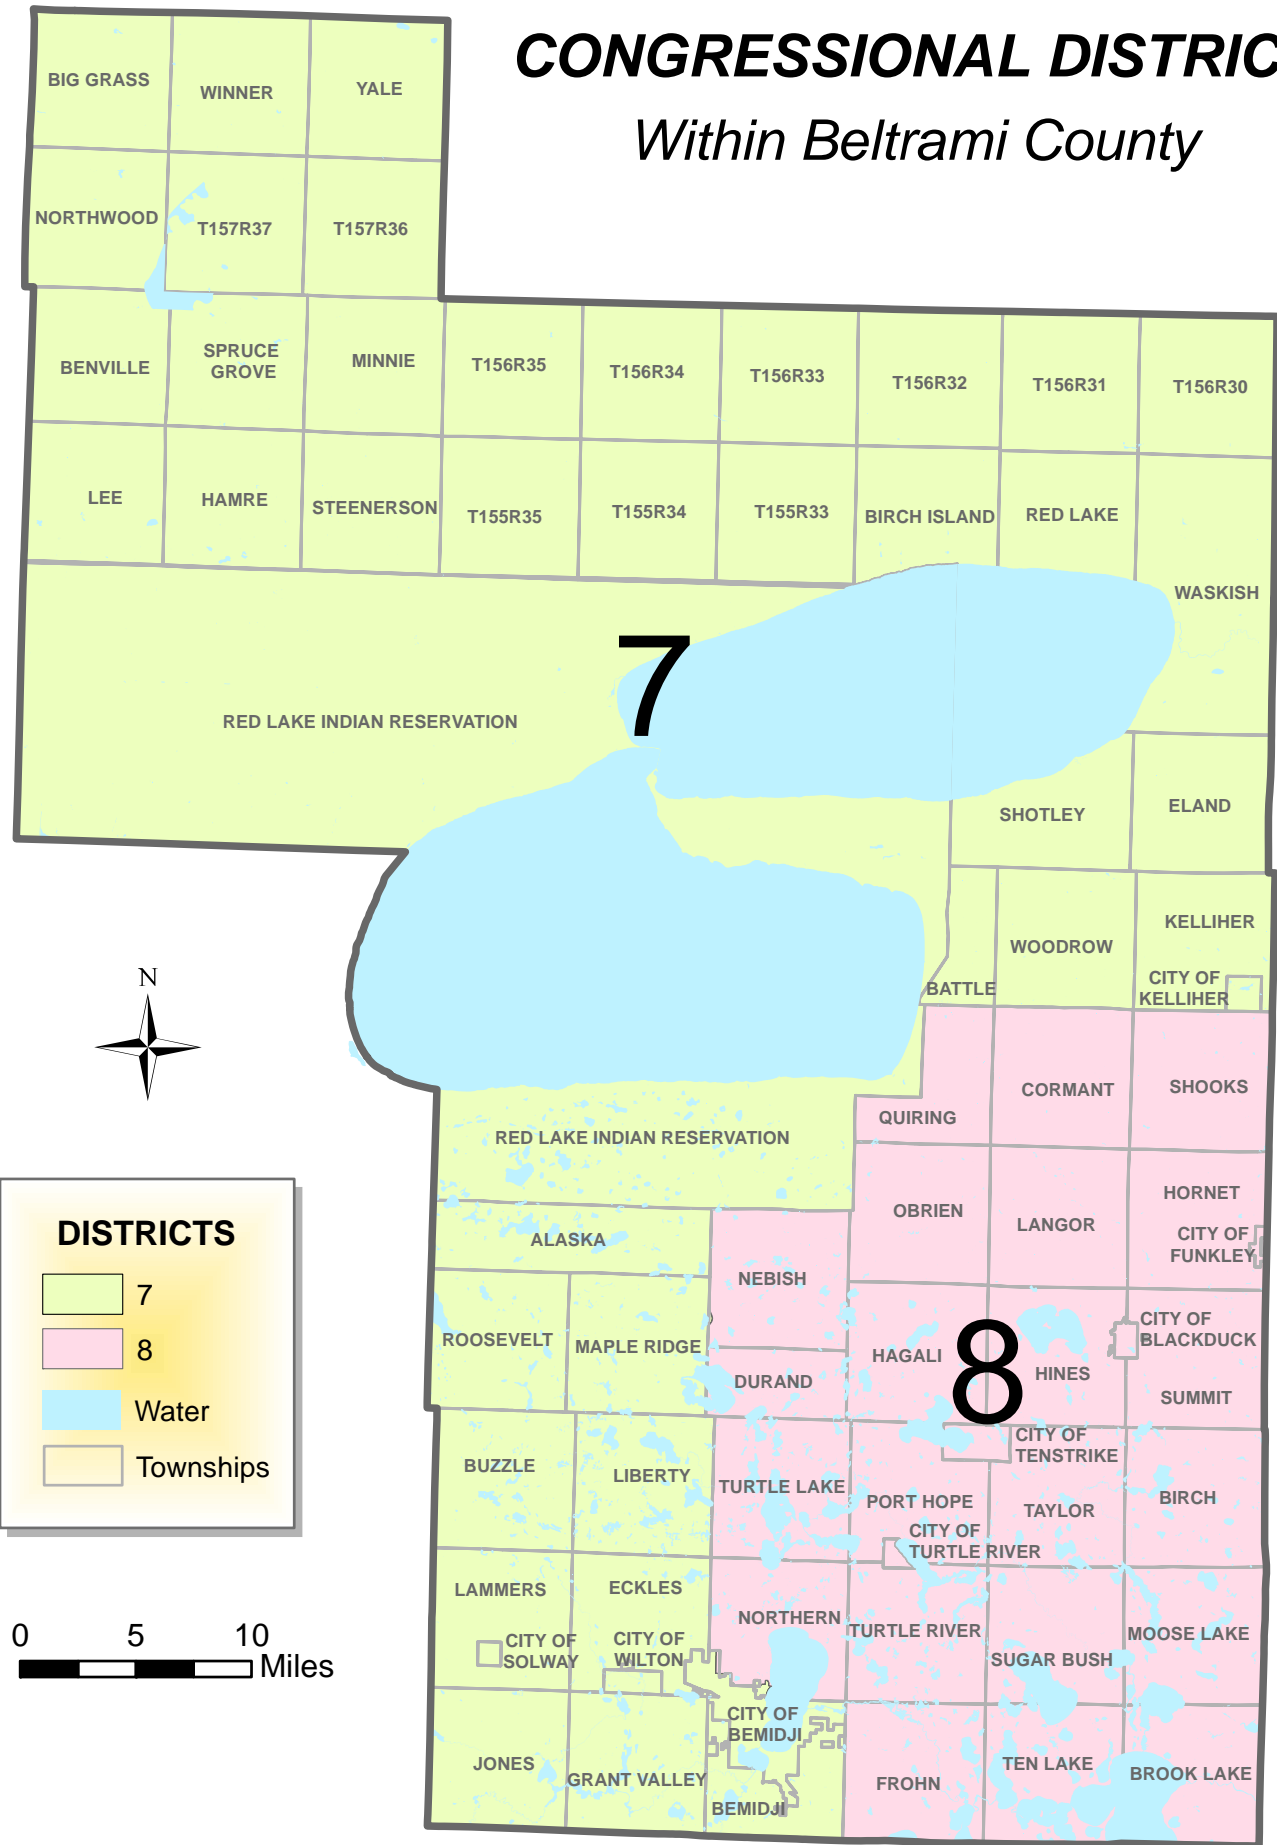 CONGRESSIONAL DISTRIC
Within Beltrami County
BIG GRASS
WINNER
YALE
NORTHWOOD
T157R37
T157R36
BENVILLE
SPRUCE
GROVE
MINNIE
T156R35
T156R34
T156R33
T156R32
T156R31
T156R30
LEE
HAMRE
STEENERSON
T155R35
T155R34
T155R33
BIRCH ISLAND
RED LAKE
WASKISH
7
RED LAKE INDIAN RESERVATION
SHOTLEY
ELAND
KELLIHER
WOODROW
BATTLE
CITY OF
KELLIHER
N
CORMANT
SHOOKS
QUIRING
RED LAKE INDIAN RESERVATION
HORNET
OBRIEN
LANGOR
CITY OF
FUNKLEY
ALASKA
NEBISH
ROOSEVELT
MAPLE RIDGE
HAGALI
8
HINES
CITY OF
BLACKDUCK
DURAND
SUMMIT
CITY OF
TENSTRIKE
BUZZLE
LIBERTY
TURTLE LAKE
PORT HOPE
TAYLOR
BIRCH
CITY OF
TURTLE RIVER
LAMMERS
ECKLES
NORTHERN
TURTLE RIVER
MOOSE LAKE
CITY OF
SOLWAY
CITY OF
WILTON
SUGAR BUSH
CITY OF
BEMIDJI
JONES
GRANT VALLEY
BEMIDJI
FROHN
TEN LAKE
BROOK LAKE
DISTRICTS
7
8
Water
Townships
0 5 10
Miles